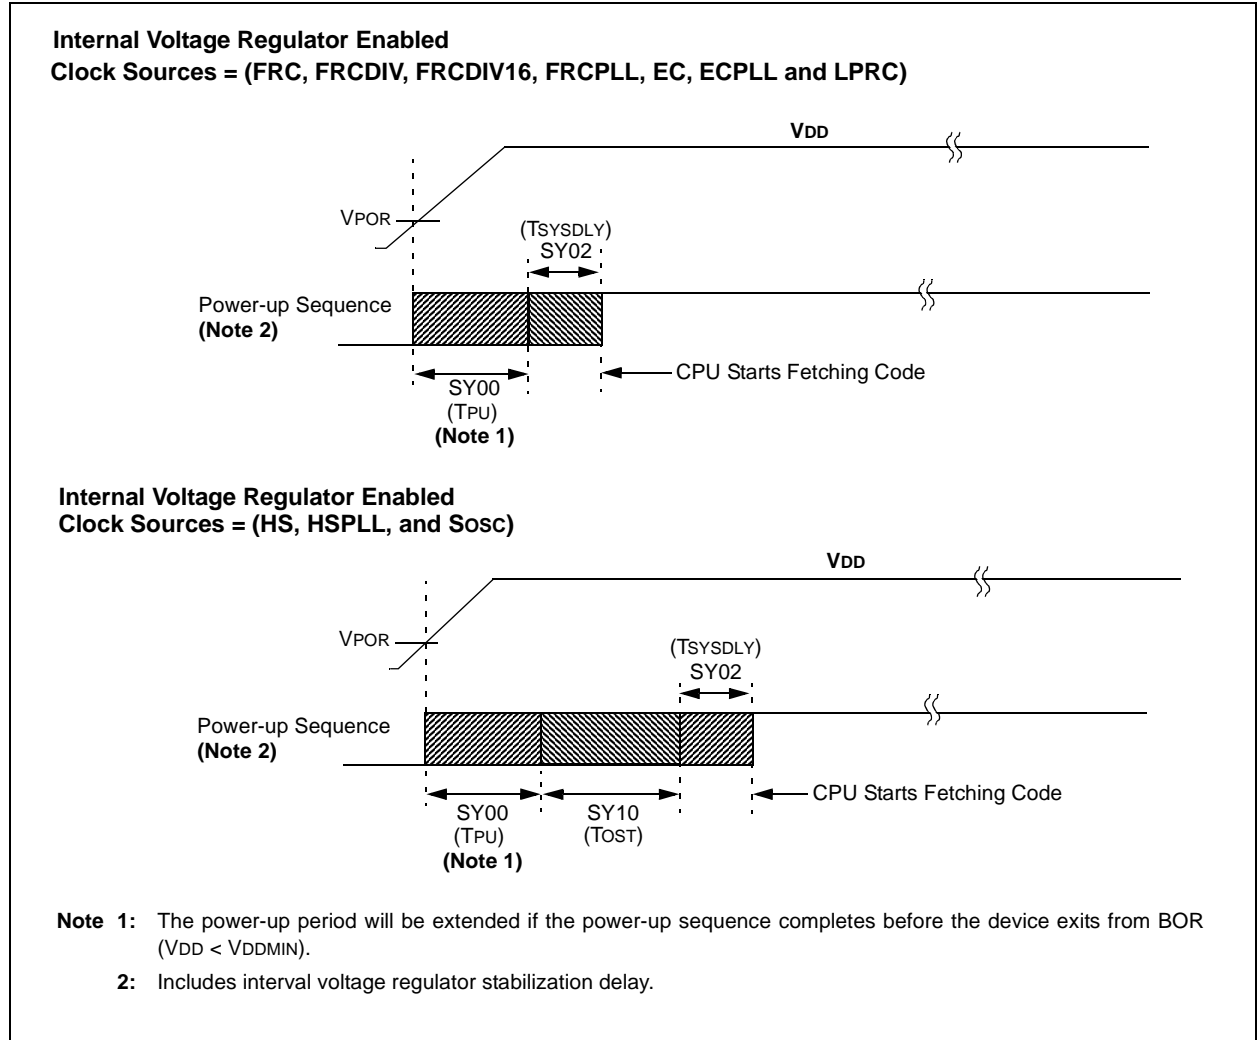 Internal Voltage Regulator Enabled
Clock Sources = (FRC, FRCDIV, FRCDIV16, FRCPLL, EC, ECPLL and LPRC)
VDD
VPOR
(TSYSDLY)
SY02
Power-up Sequence
(Note 2)
CPU Starts Fetching Code
SY00
(TPU)
(Note 1)
Internal Voltage Regulator Enabled
Clock Sources = (HS, HSPLL, and SOSC)
VDD
VPOR
(TSYSDLY)
SY02
Power-up Sequence
(Note 2)
CPU Starts Fetching Code
SY00
(TPU)
(Note 1)
SY10
(TOST)
Note 1: The power-up period will be extended if the power-up sequence completes before the device exits from BOR
(VDD < VDDMIN).
2: Includes interval voltage regulator stabilization delay.